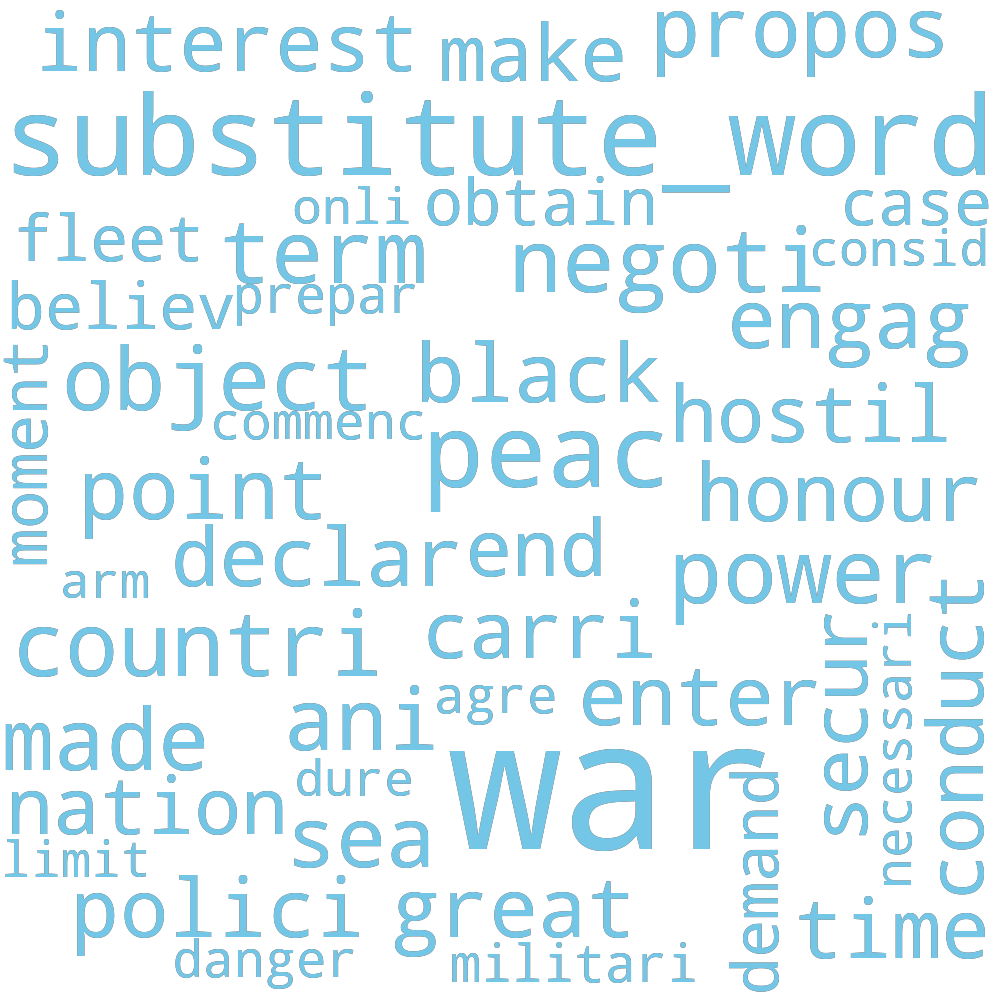 interest make propos
substitute_word
onli obtain case
fleet term negoti consid
believ prepar engag
moment object black hostil
commenc peac
point honour
arm declar end power
countri carri secur necessari conduct
made ani agre enter
nation dure war demand
limit sea
polici great time
danger militari